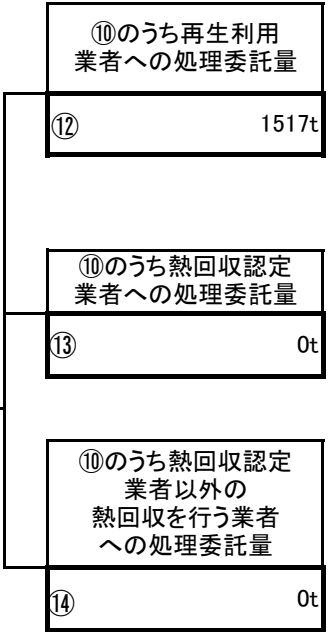 ⑩のうち再生利用
業者への処理委託量
⑫ 1517t
⑩のうち熱回収認定
業者への処理委託量
⑬ 0t
⑩のうち熱回収認定
業者以外の
熱回収を行う業者
への処理委託量
⑭ 0t